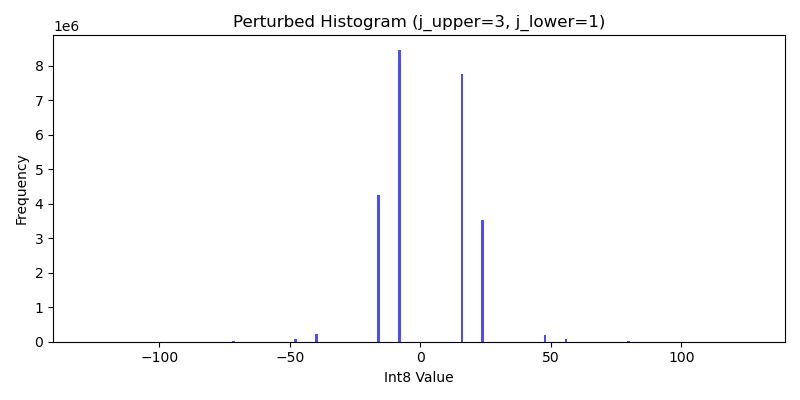 Perturbed Histogram (j_upper=3, j_lower=1)
1e6
8
7
6
5
4
3
2
1
0
Frequency
−100 −50 0 50 100
Int8 Value